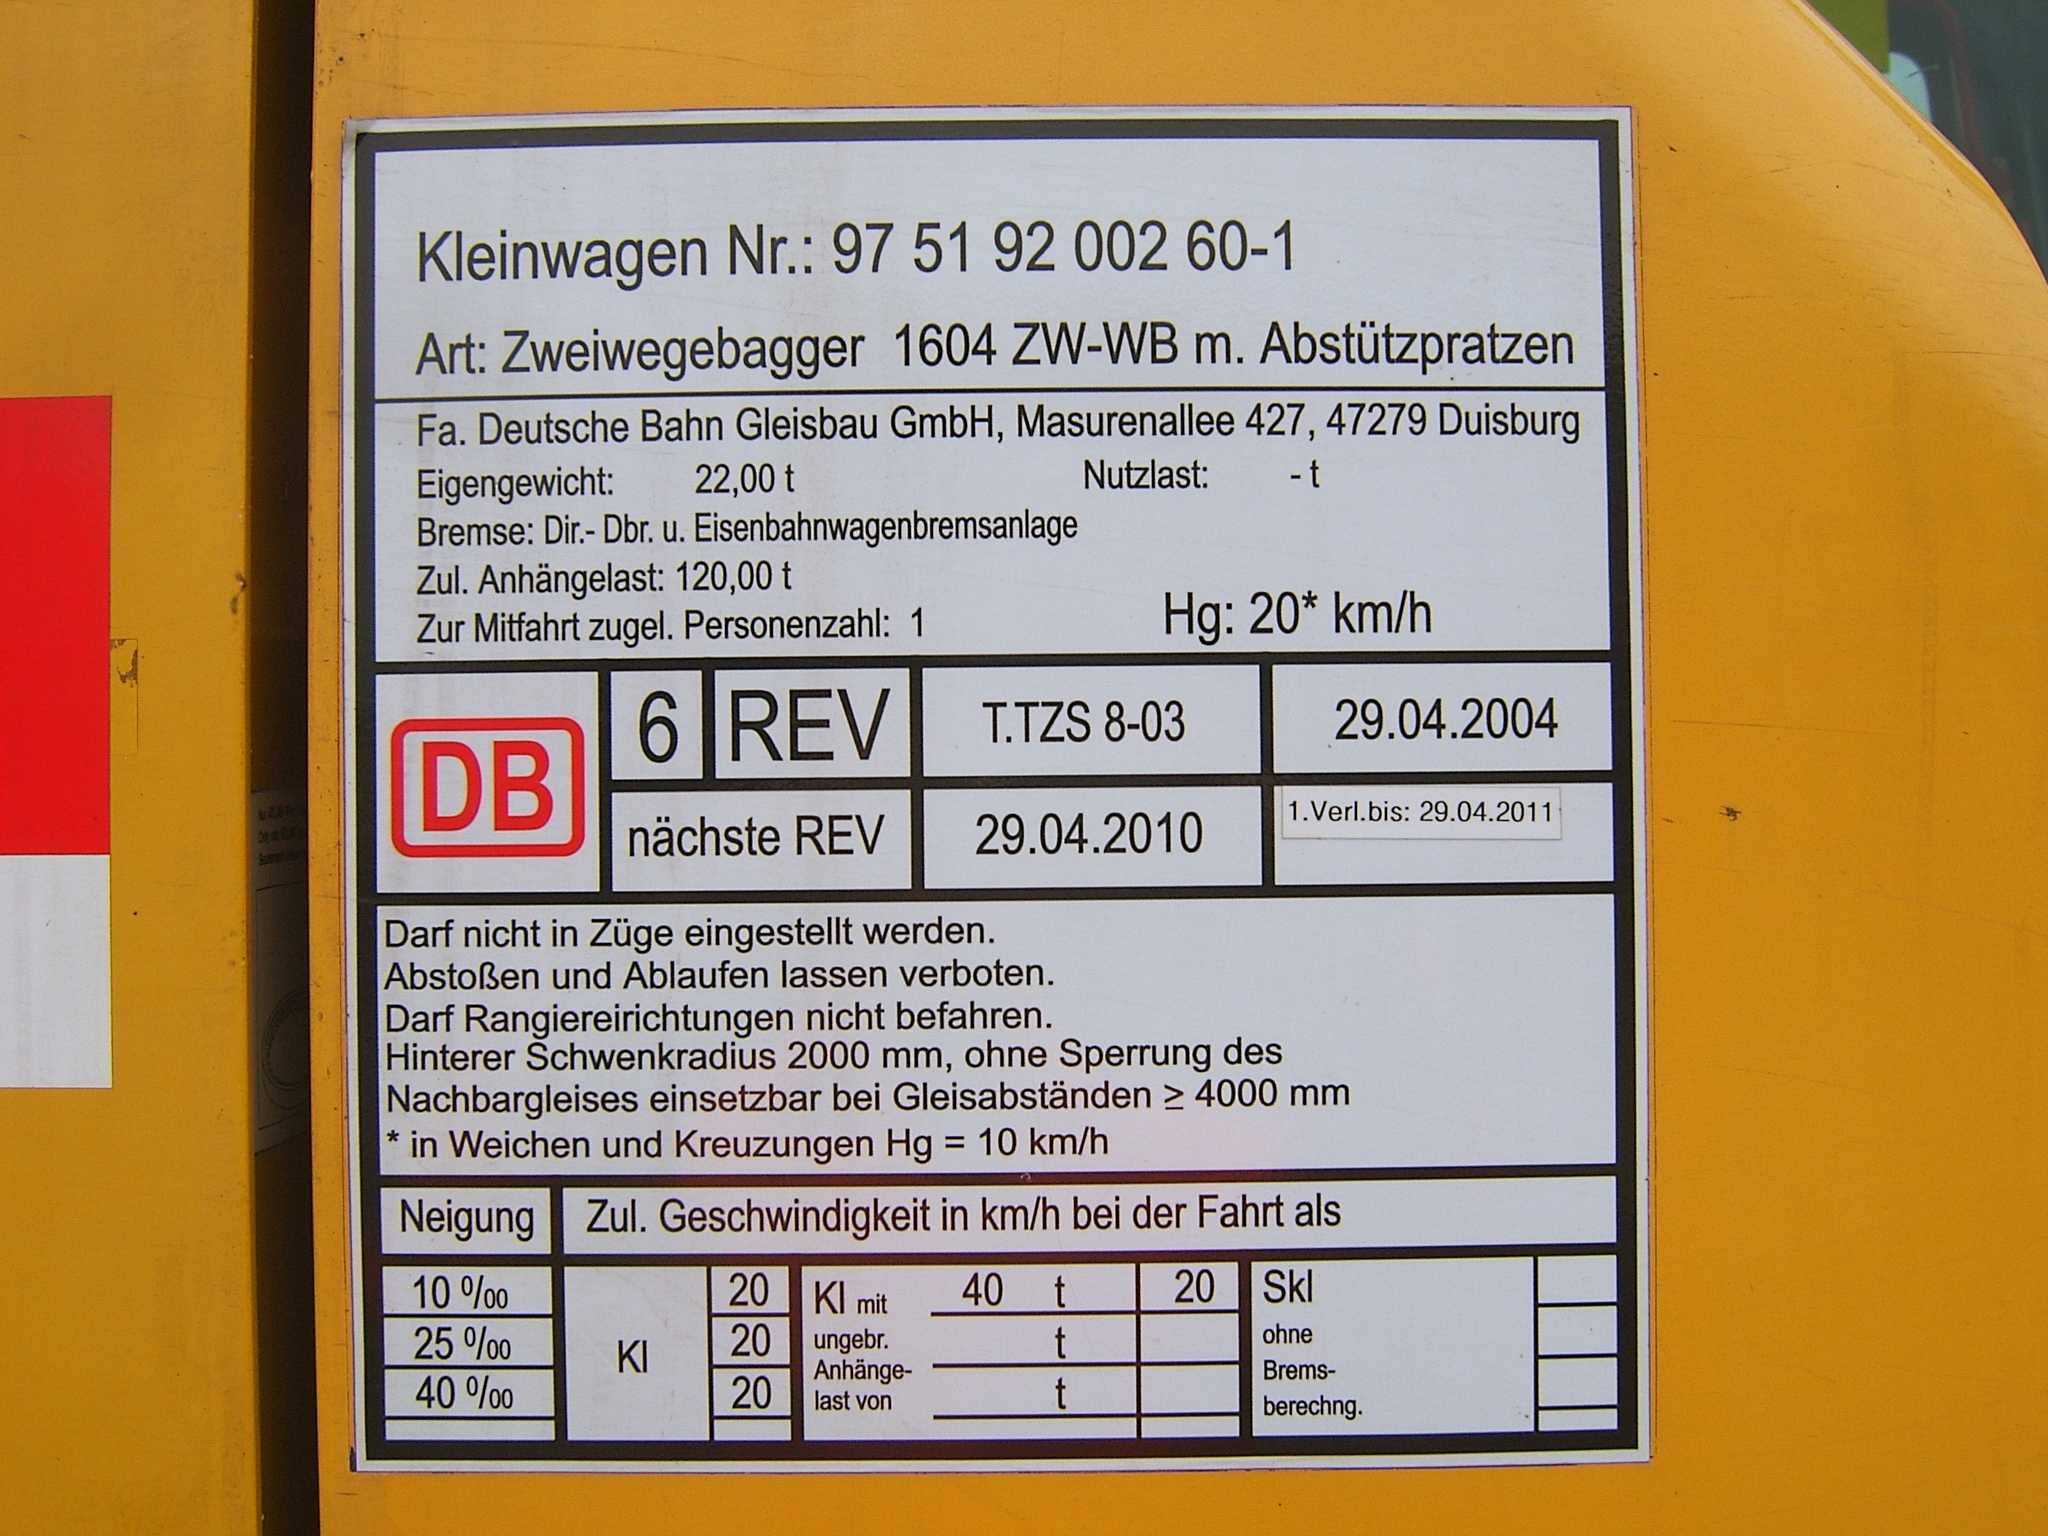 Kleinwagen Nr.: 97 51 92 002 60-1
Art: Zweiwegebagger 1604 ZW-WB m. Abstützpratzen
Fa. Deutsche Bahn Gleisbau GmbH, Masurenallee 427, 47279 Duisburg
Eigengewicht: 22,00 t Nutzlast: - t
Bremse: Dir.- Dbr. u. Eisenbahnwagenbremsanlage
Zul. Anhängelast: 120,00 t
Zur Mitfahrt zugel. Personenzahl: 1 Hg: 20* km/h
DB 6 REV T.TZS 8-03 29.04.2004
nächste REV 29.04.2010 1.Verl.bis: 29.04.2011
Darf nicht in Züge eingestellt werden.
Abstoßen und Ablaufen lassen verboten.
Darf Rangiereirichtungen nicht befahren.
Hinterer Schwenkradius 2000 mm, ohne Sperrung des
Nachbargleises einsetzbar bei Gleisabständen ≥ 4000 mm
* in Weichen und Kreuzungen Hg = 10 km/h
Neigung Zul. Geschwindigkeit in km/h bei der Fahrt als
10 %00 20 Kl mit 40 t 20 Skl
25 %00 Kl 20 ungebr. t ohne
Anhänge- Brems-
40 %00 20 last von t berechng.